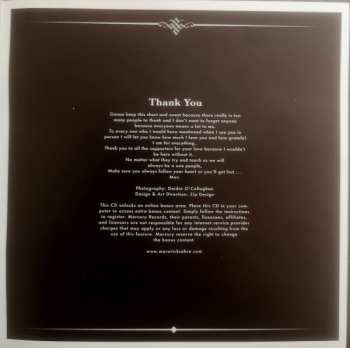 Thank You
Gonna keep this short and sweet because there really is too
many people to thank and I don't want to forget anyone
because everyone means a lot to me.
To every one who I would have mentioned when I see you in
person I will let you know how much I love you and how grateful
I am for everything.
Thank you to all the supporters for your love because I wouldn't
be here without it.
No matter what they try and teach us we will
always be a one people.
Make sure you always follow your heart or you'll get lost....
Mav.
Photography: Deirdre O'Callaghan
Design & Art Direction: Zip Design
This CD unlocks an online bonus area. Place this CD in your com-
puter to access extra bonus content. Simply follow the instructions
to register. Mercury Records, their parents, licensees, affiliates,
and licensors are not responsible for any internet service provider
charges that may apply or any loss or damage resulting from the
use of this feature. Mercury reserve the right to change
the bonus content.
www.mavericksabre.com